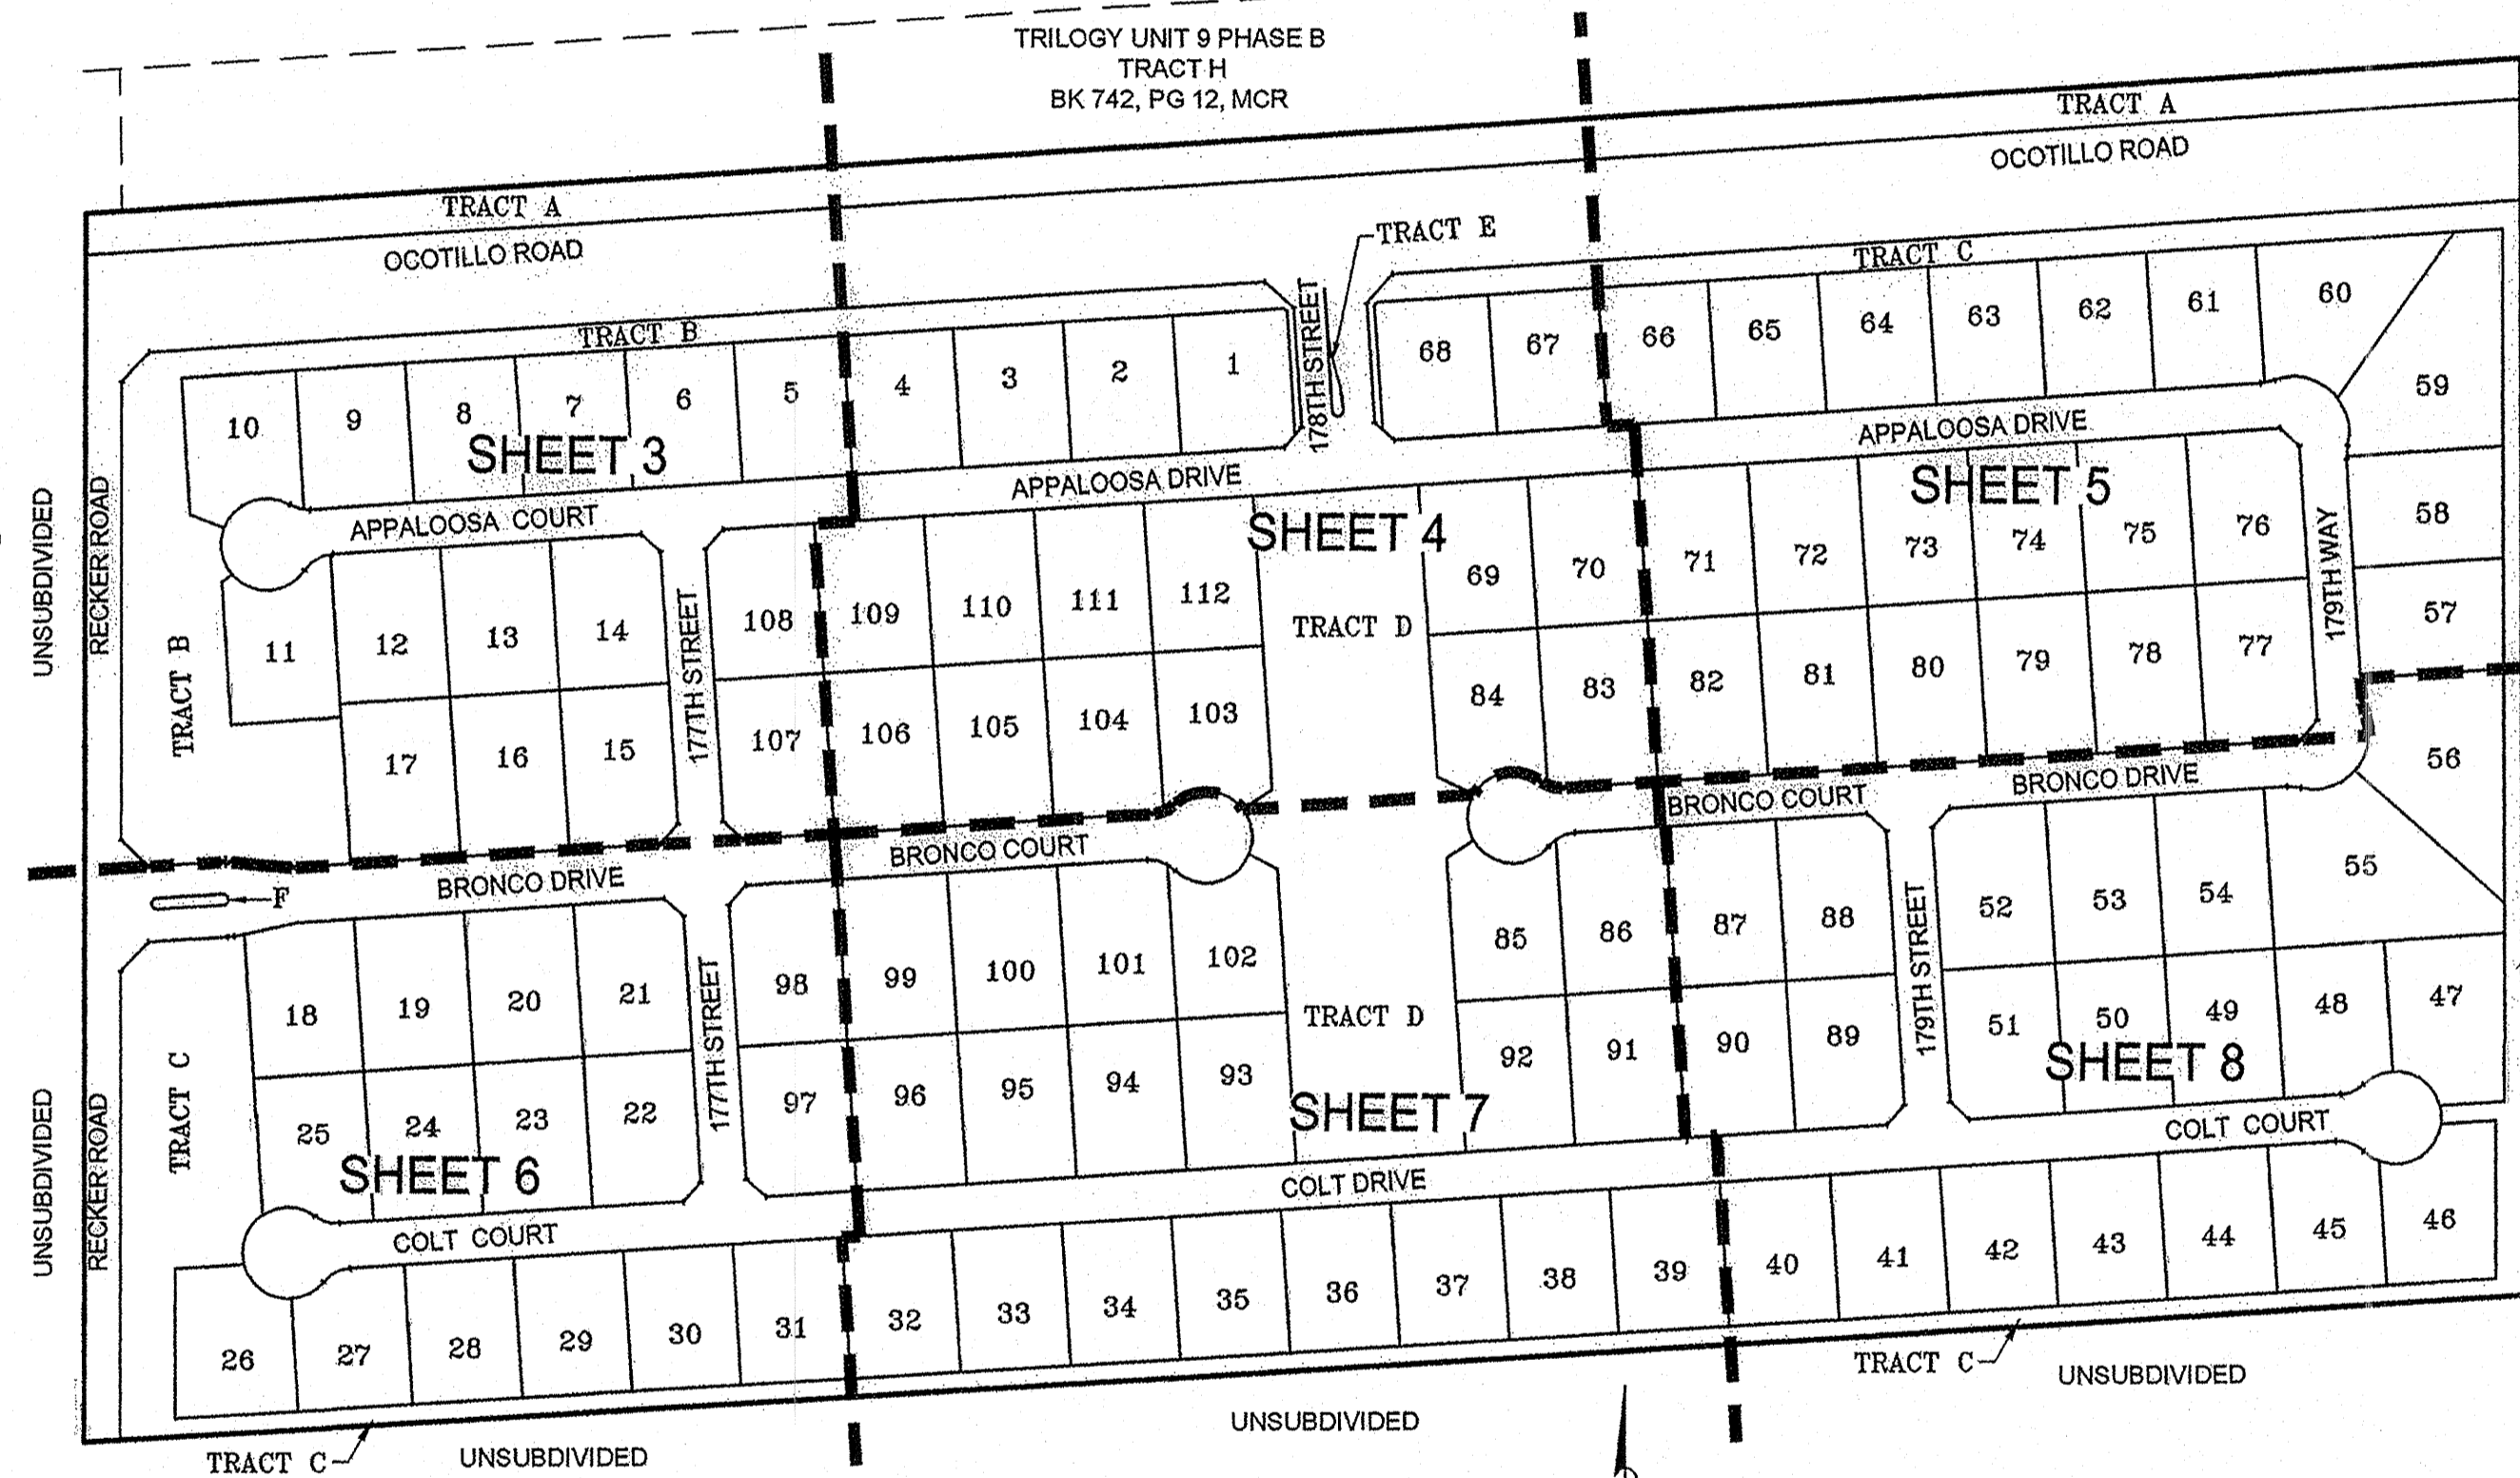 TRILOGY UNIT 9 PHASE B
TRACT H
BK 742, PG 12, MCR
TRACT A
OCOTILLO ROAD
TRACT A
OCOTILLO ROAD
TRACT E
TRACT C
TRACT B
178TH STREET
10 9 8 7 6 5 4 3 2 1
68 67 66 65 64 63 62 61 60
59
SHEET 3
APPALOOSA DRIVE
APPALOOSA DRIVE
APPALOOSA COURT
SHEET 4
SHEET 5
58
UNSUBDIVIDED
RECKER ROAD
TRACT B
11 12 13 14
177TH STREET
108 109 110 111 112
TRACT D
69 70 71 72 73 74 75 76
179TH WAY
57
17 16 15
107 106 105 104 103
84 83 82 81 80 79 78 77
56
BRONCO DRIVE
BRONCO COURT
BRONCO COURT
BRONCO DRIVE
F
55
18 19 20 21
177TH STREET
98 99 100 101 102
85 86 87 88
179TH STREET
52 53 54
TRACT D
UNSUBDIVIDED
RECKER ROAD
TRACT C
25 24 23 22
97 96 95 94 93
92 91 90 89
51 50 49 48 47
SHEET 6
SHEET 7
SHEET 8
COLT COURT
COLT DRIVE
COLT COURT
26 27 28 29 30 31 32 33 34 35 36 37 38 39 40 41 42 43 44 45 46
TRACT C
UNSUBDIVIDED
UNSUBDIVIDED
TRACT C
UNSUBDIVIDED